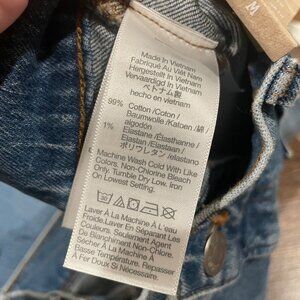 M
Made In Vietnam
Fabriqué Au Viêt Nam
Hergestellt In Vietnam
Vervaardigd In Vietnam
ベトナム製
hecho en vietnam
99% Cotton /Coton /
Baumwolle /Katoen / 綿 /
algodón
1% Elastane /Élasthanne /
Elastan /Elastaan /
ポリウレタン /elastano
Machine Wash Cold With Like
Colors. Non-Chlorine Bleach
Only. Tumble Dry Low. Iron
On Lowest Setting.
Laver À La Machine À L'eau
Froide. Laver En Séparant Les
Couleurs. Seulement Agent
De Blanchiment Non-Chloré.
Sécher À La Machine À
Basse Température. Repasser
À Fer Doux Si Nécessaire.